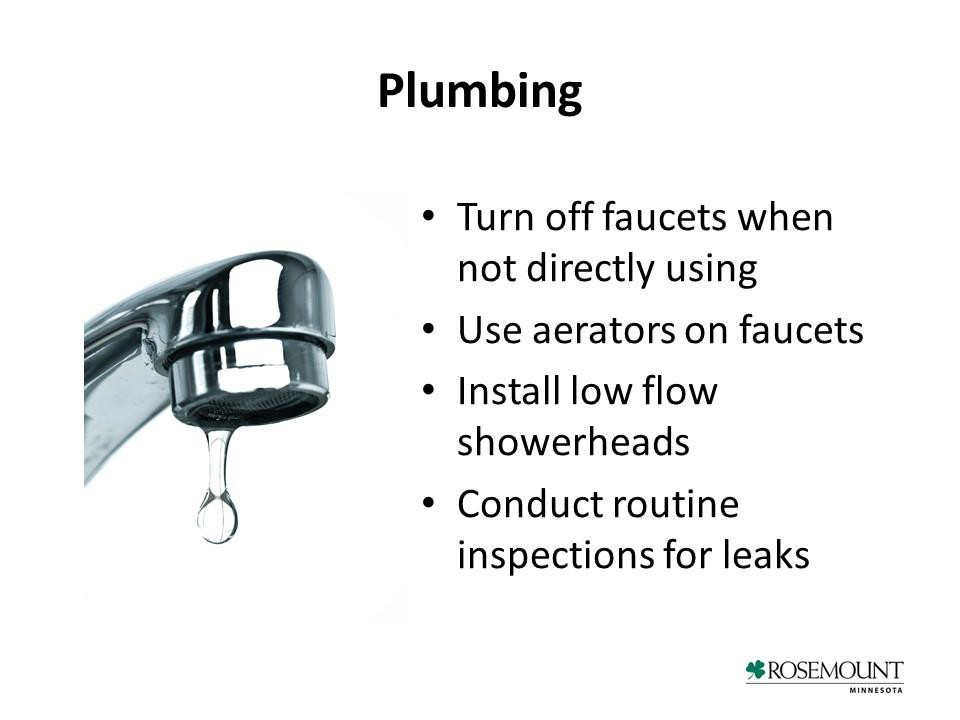 Plumbing
• Turn off faucets when
not directly using
• Use aerators on faucets
• Install low flow
showerheads
• Conduct routine
inspections for leaks
ROSEMOUNT
MINNESOTA